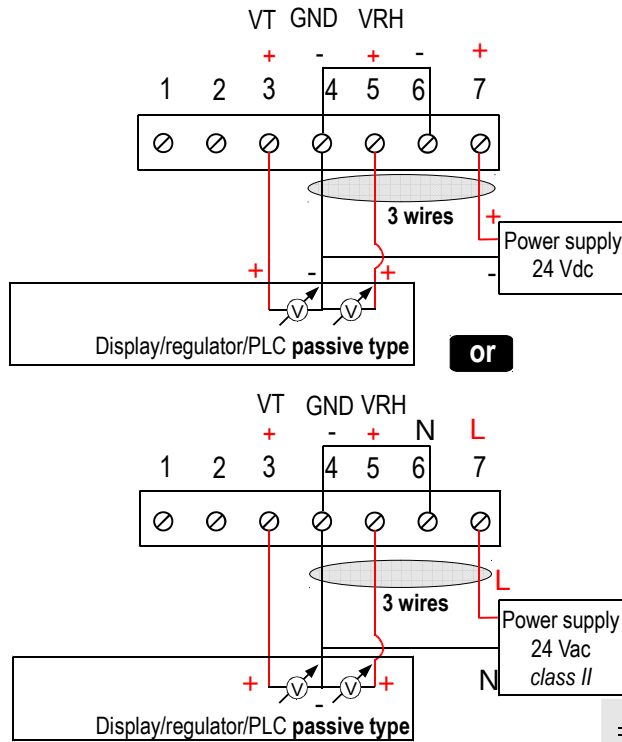 VT GND VRH
+ - + - +
1 2 3 4 5 6 7
3 wires
+
Power supply
24 Vdc
-
+ - +
V V
Display/regulator/PLC passive type
or
VT GND VRH
+ - + N L
1 2 3 4 5 6 7
L
3 wires
Power supply
24 Vac
class II
N
+ - +
V V
Display/regulator/PLC passive type